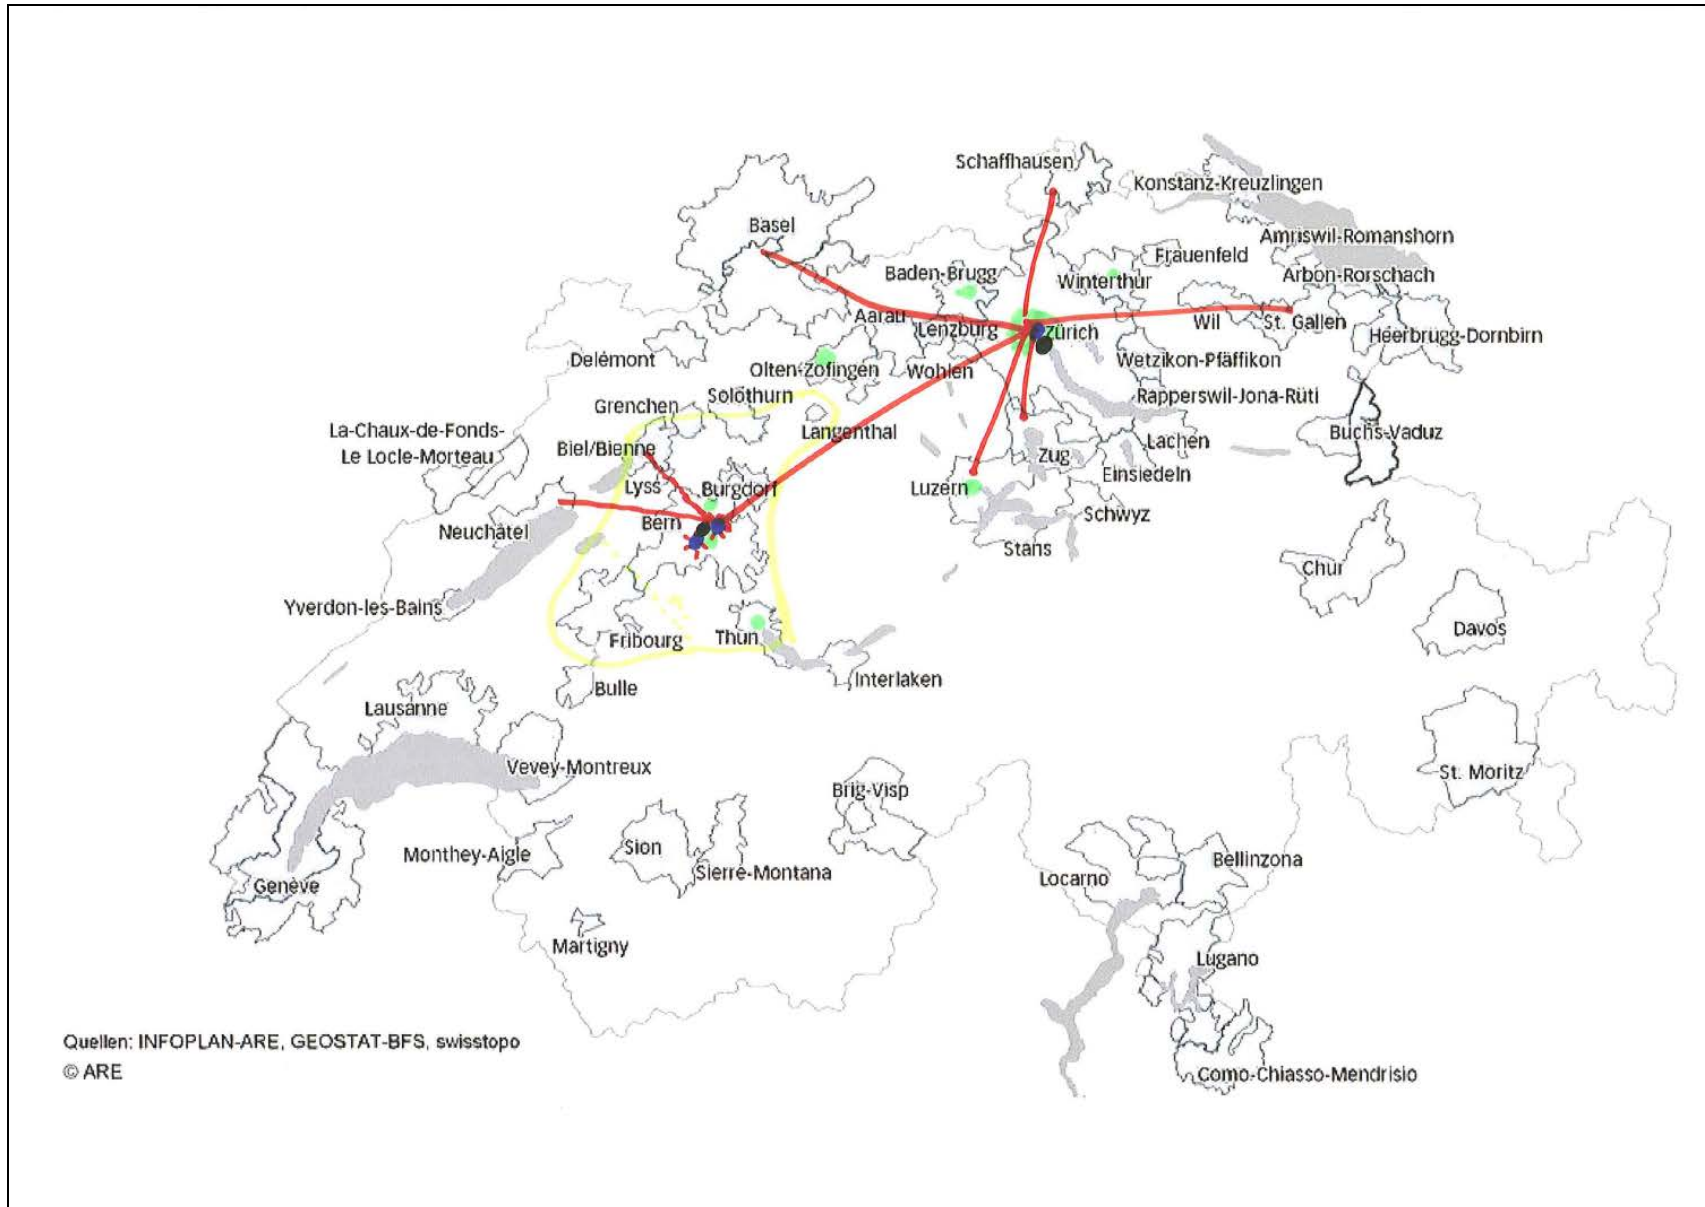 Schaffhausen
Konstanz-Kreuzlingen
Basel
Amriswil-Romanshorn
Frauenfeld
Baden-Brugg
Arbon-Rorschach
Winterthur
Aarau
Lenzburg
Zürich
Wil
St. Gallen
Heerbrugg-Dornbirn
Delémont
Olten-Zofingen
Wohlen
Wetzikon-Pfäffikon
Solothurn
Rapperswil-Jona-Rüti
Grenchen
La-Chaux-de-Fonds-
Le Locle-Morteau
Langenthal
Buchs-Vaduz
Biel/Bienne
Lachen
Zug
Einsiedeln
Lyss
Burgdorf
Luzern
Schwyz
Bern
Neuchâtel
Stans
Chur
Yverdon-les-Bains
Davos
Fribourg
Thun
Interlaken
Bulle
Lausanne
Vevey-Montreux
St. Moritz
Brig-Visp
Monthey-Aigle
Sion
Sierre-Montana
Bellinzona
Locarno
Genève
Martigny
Lugano
Quellen: INFOPLAN-ARE, GEOSTAT-BFS, swisstopo
© ARE
Como-Chiasso-Mendrisio